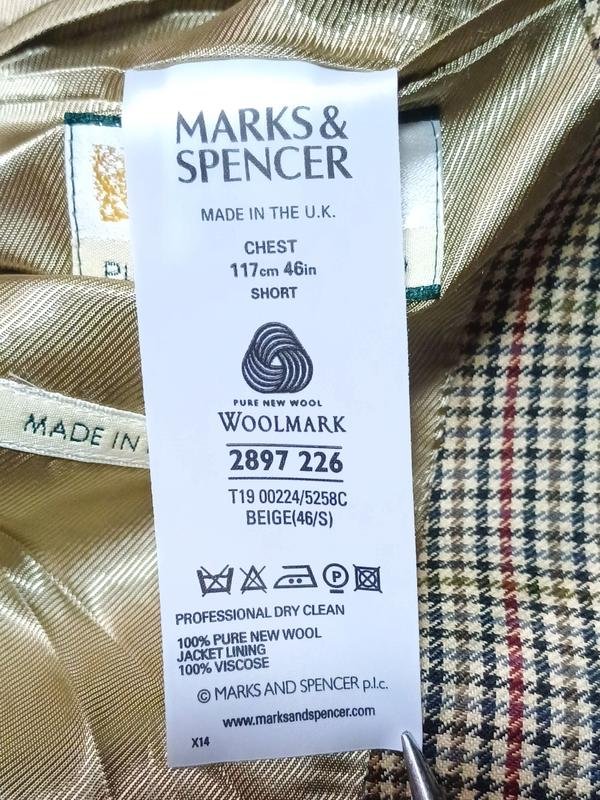 MARKS &
SPENCER
MADE IN THE U.K.
CHEST
117cm 46in
SHORT
PURE NEW WOOL
WOOLMARK
2897 226
T19 00224/5258C
BEIGE(46/S)
P
PROFESSIONAL DRY CLEAN
100% PURE NEW WOOL
JACKET LINING
100% VISCOSE
© MARKS AND SPENCER p.l.c.
www.marksandspencer.com
X14
MADE IN